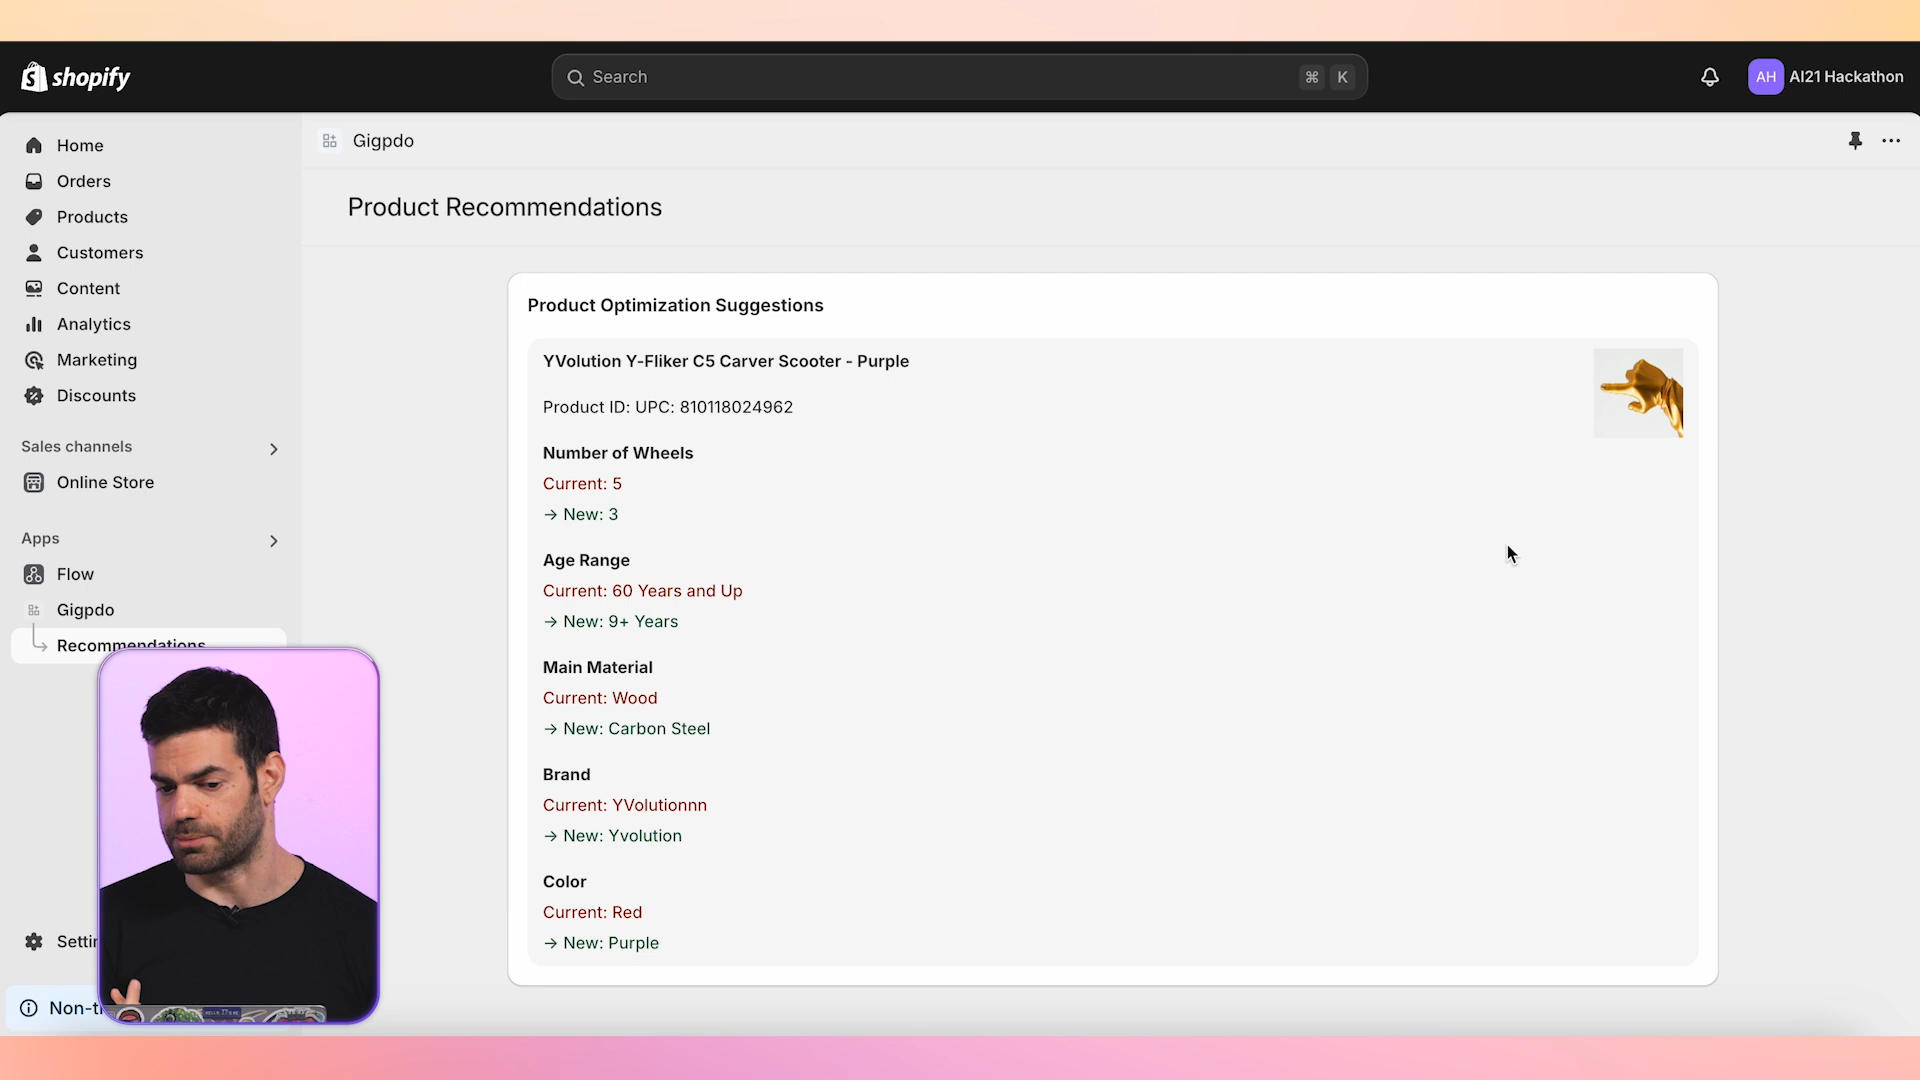 shopify
Search
⌘ K
AH
AI21 Hackathon
Home
Orders
Products
Customers
Content
Analytics
Marketing
Discounts
Sales channels
Online Store
Apps
Flow
Gigpdo
Recommendations
Gigpdo
Product Recommendations
Product Optimization Suggestions
YVolution Y-Fliker C5 Carver Scooter - Purple
Product ID: UPC: 810118024962
Number of Wheels
Current: 5
→ New: 3
Age Range
Current: 60 Years and Up
→ New: 9+ Years
Main Material
Current: Wood
→ New: Carbon Steel
Brand
Current: YVolutionnn
→ New: Yvolution
Color
Current: Red
→ New: Purple